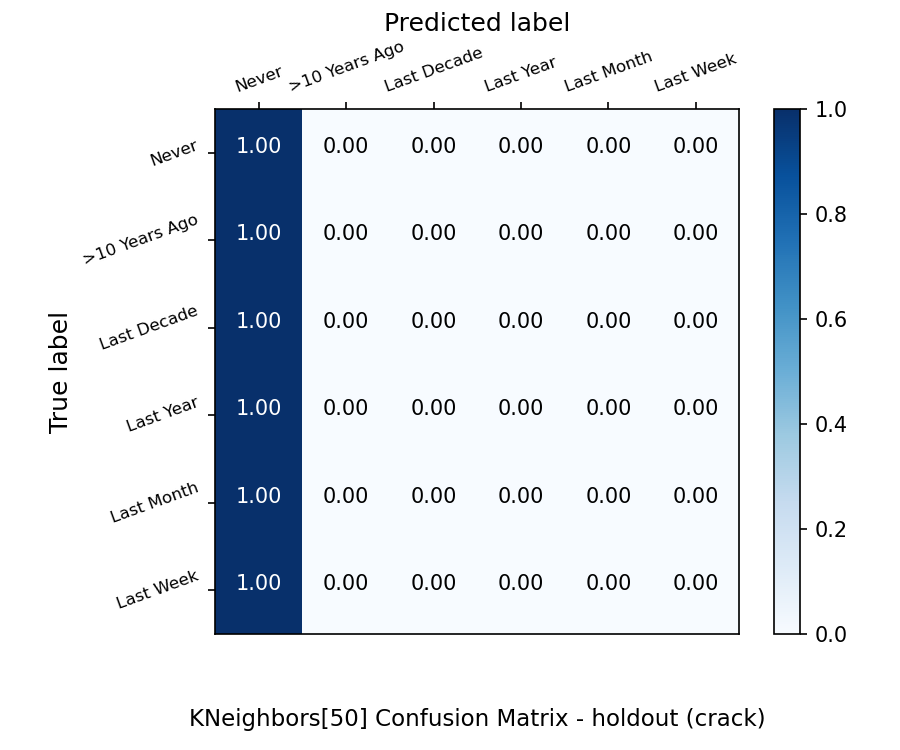 Predicted label
Never >10 Years Ago Last Decade Last Year Last Month Last Week
Never 1.00 0.00 0.00 0.00 0.00 0.00
>10 Years Ago 1.00 0.00 0.00 0.00 0.00 0.00
Last Decade 1.00 0.00 0.00 0.00 0.00 0.00
Last Year 1.00 0.00 0.00 0.00 0.00 0.00
Last Month 1.00 0.00 0.00 0.00 0.00 0.00
Last Week 1.00 0.00 0.00 0.00 0.00 0.00
True label
1.0
0.8
0.6
0.4
0.2
0.0
KNeighbors[50] Confusion Matrix - holdout (crack)